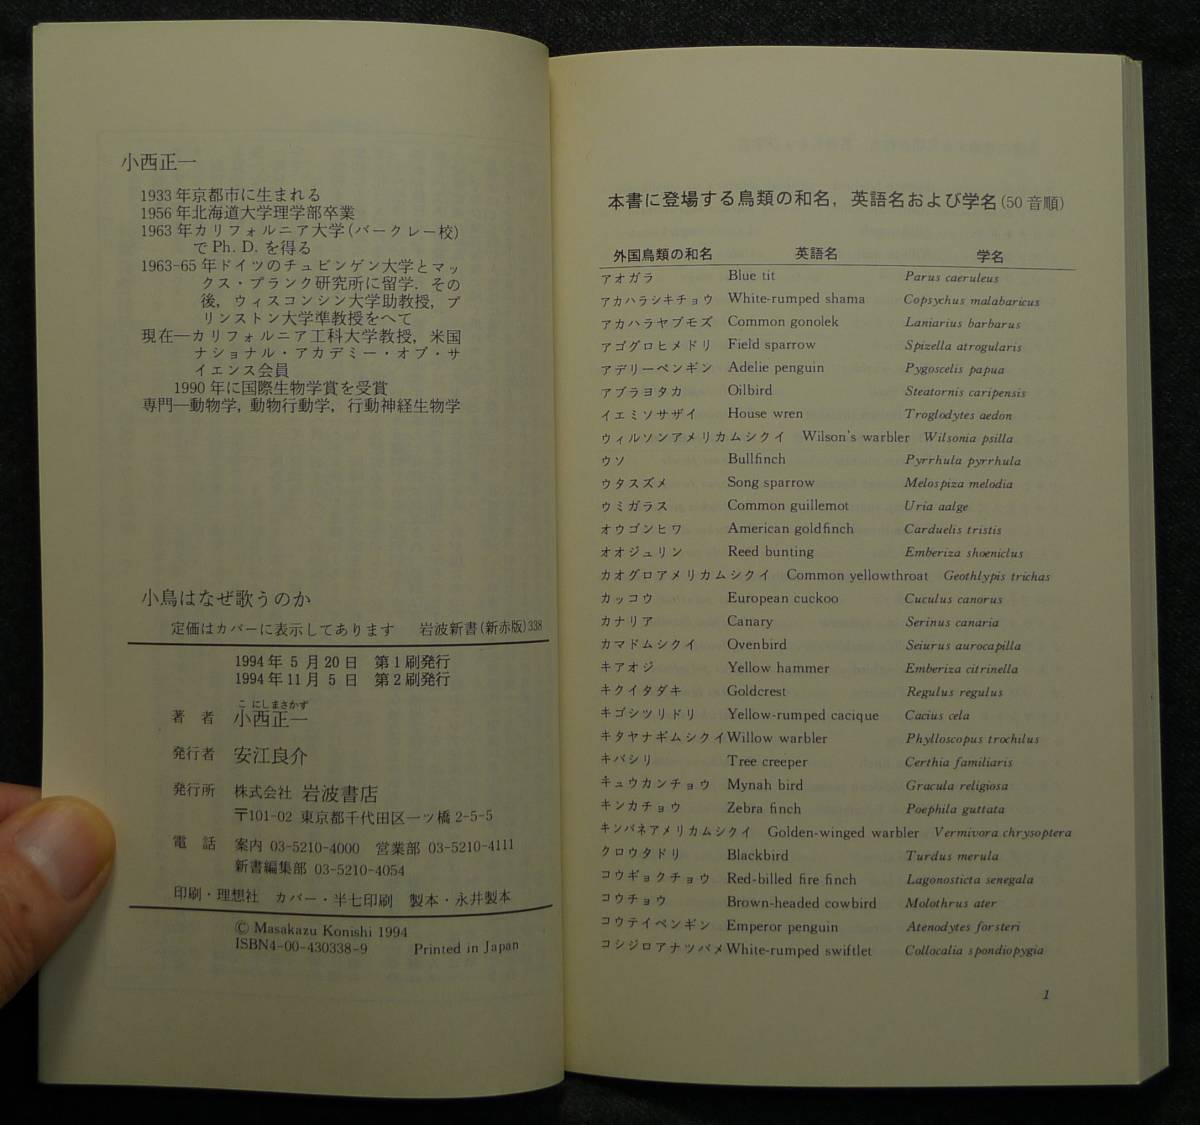 小西正一
1933年京都市に生まれる
1956年北海道大学理学部卒業
1963年カリフォルニア大学(バークレー校)
でPh. D. を得る
1963-65年ドイツのチュービンゲン大学とマッ
クス・プランク研究所に留学. その
後, ウィスコンシン大学助教授, プ
リンストン大学準教授をへて
現在―カリフォルニア工科大学教授, 米国
ナショナル・アカデミー・オブ・サ
イエンス会員
1990年に国際生物学賞を受賞
専門―動物学, 動物行動学, 行動神経生物学
小鳥はなぜ歌うのか
定価はカバーに表示してあります 岩波新書(新赤版)338
1994年5月20日 第1刷発行
1994年11月5日 第2刷発行
こ にしまさかず
著者 小西正一
発行者 安江良介
発行所 株式会社 岩波書店
〒101-02 東京都千代田区一ツ橋2-5-5
電話 案内 03-5210-4000 営業部 03-5210-4111
新書編集部 03-5210-4054
印刷・理想社 カバー・半七印刷 製本・永井製本
© Masakazu Konishi 1994
ISBN4-00-430338-9 Printed in Japan
本書に登場する鳥類の和名, 英語名および学名(50音順)
外国鳥類の和名 英語名 学名
アオガラ Blue tit Parus caeruleus
アカハラシキチョウ White-rumped shama Copsychus malabaricus
アカハラヤブモズ Common gonolek Laniarius barbarus
アゴグロヒメドリ Field sparrow Spizella atrogularis
アデリーペンギン Adelie penguin Pygoscelis papua
アブラヨタカ Oilbird Steatornis caripensis
イエミソサザイ House wren Troglodytes aedon
ウィルソンアメリカムシクイ Wilson's warbler Wilsonia psilla
ウソ Bullfinch Pyrrhula pyrrhula
ウタスズメ Song sparrow Melospiza melodia
ウミガラス Common guillemot Uria aalge
オウゴンヒワ American goldfinch Carduelis tristis
オオジュリン Reed bunting Emberiza shoeniclus
カオグロアメリカムシクイ Common yellowthroat Geothlypis trichas
カッコウ European cuckoo Cuculus canorus
カナリア Canary Serinus canaria
カマドムシクイ Ovenbird Seiurus aurocapilla
キアオジ Yellow hammer Emberiza citrinella
キクイタダキ Goldcrest Regulus regulus
キゴシツリドリ Yellow-rumped cacique Cacius cela
キタヤナギムシクイ Willow warbler Phylloscopus trochilus
キバシリ Tree creeper Certhia familiaris
キュウカンチョウ Mynah bird Gracula religiosa
キンカチョウ Zebra finch Poephila guttata
キンバネアメリカムシクイ Golden-winged warbler Vermivora chrysoptera
クロウタドリ Blackbird Turdus merula
コウギョクチョウ Red-billed fire finch Lagonosticta senegala
コウチョウ Brown-headed cowbird Molothrus ater
コウテイペンギン Emperor penguin Atenodytes forsteri
コシジロアナツバメ White-rumped swiftlet Collocalia spondiopygia
1